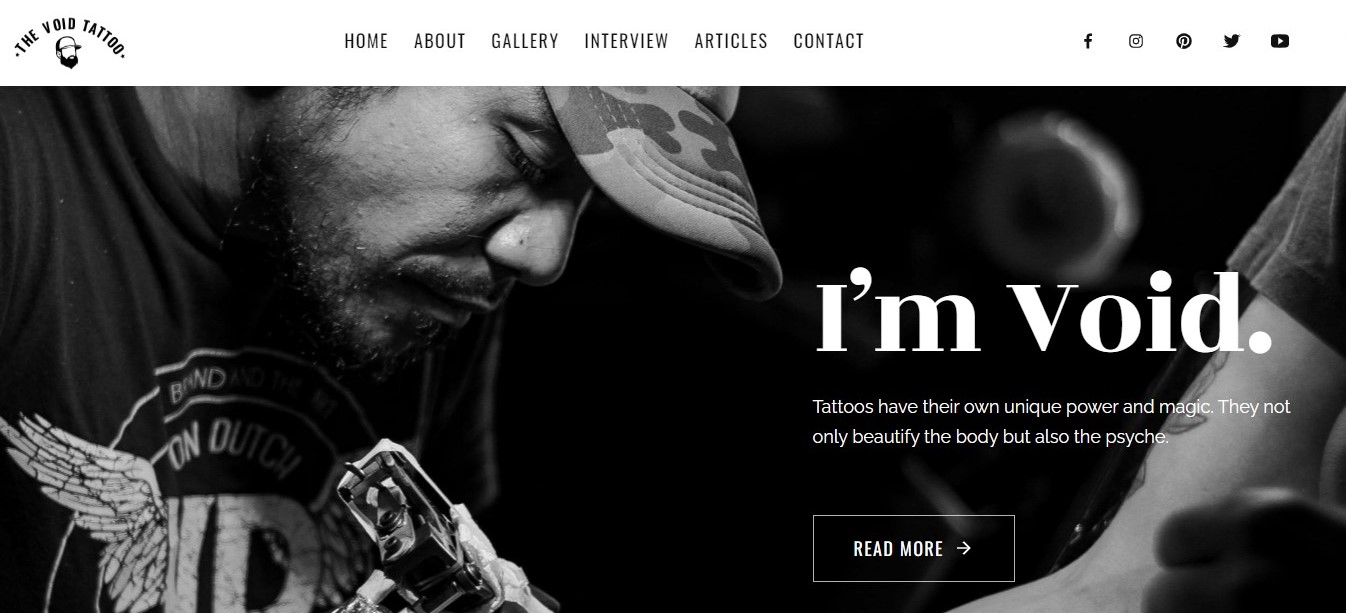 ·THE VOID TATTOO·
HOME ABOUT GALLERY INTERVIEW ARTICLES CONTACT
I'm Void.
Tattoos have their own unique power and magic. They not
only beautify the body but also the psyche.
READ MORE →
AND THE
ON DUTCH